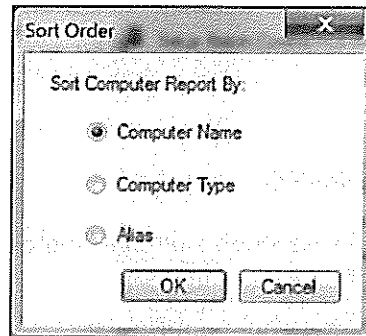 Sort Order
Sort Computer Report By:
Computer Name
Computer Type
Alias
OK
Cancel